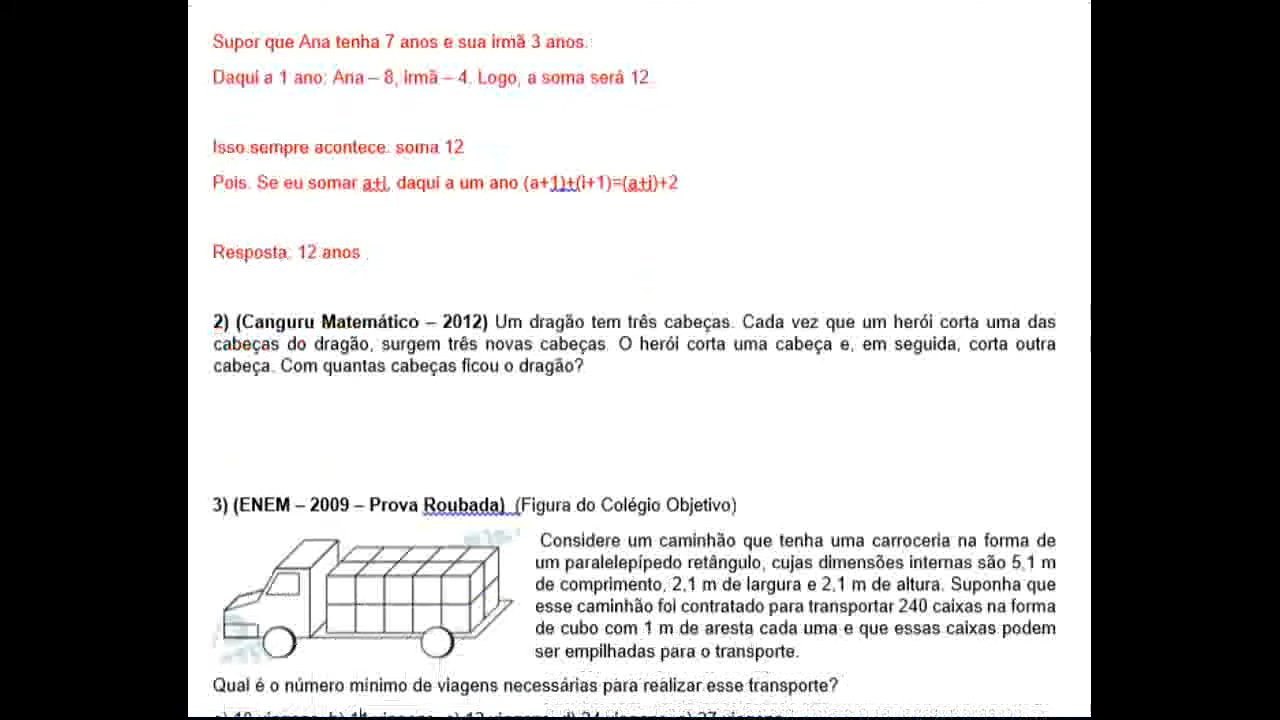 Supor que Ana tenha 7 anos e sua irmã 3 anos.
Daqui a 1 ano: Ana – 8, irmã – 4. Logo, a soma será 12.
Isso sempre acontece: soma 12
Pois. Se eu somar a+i, daqui a um ano (a+1)+(i+1)=(a+i)+2
Resposta: 12 anos .
2) (Canguru Matemático – 2012) Um dragão tem três cabeças. Cada vez que um herói corta uma das
cabeças do dragão, surgem três novas cabeças. O herói corta uma cabeça e, em seguida, corta outra
cabeça. Com quantas cabeças ficou o dragão?
3) (ENEM – 2009 – Prova Roubada) (Figura do Colégio Objetivo)
Considere um caminhão que tenha uma carroceria na forma de
um paralelepípedo retângulo, cujas dimensões internas são 5,1 m
de comprimento, 2,1 m de largura e 2,1 m de altura. Suponha que
esse caminhão foi contratado para transportar 240 caixas na forma
de cubo com 1 m de aresta cada uma e que essas caixas podem
ser empilhadas para o transporte.
Qual é o número mínimo de viagens necessárias para realizar esse transporte?